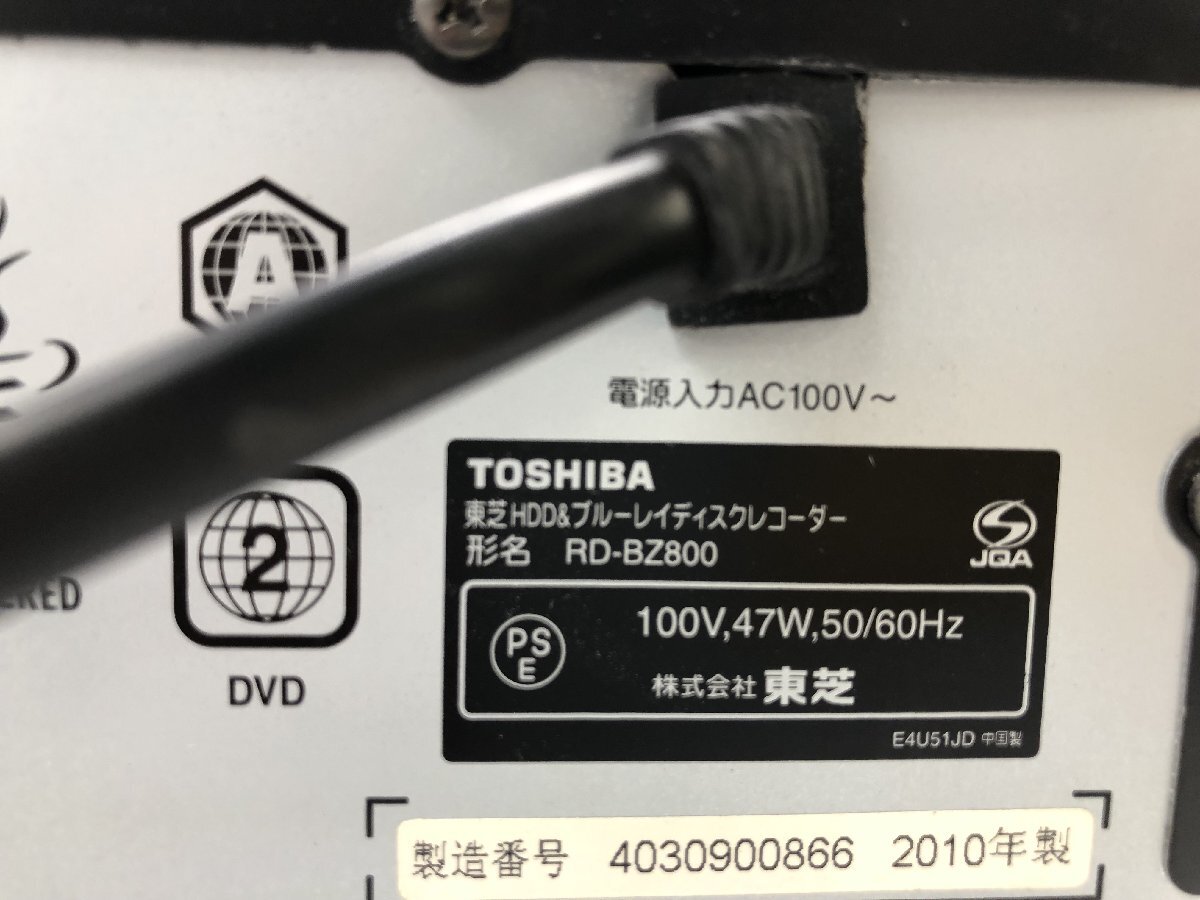 A
電源入力AC100V～
TOSHIBA
東芝HDD&ブルーレイディスクレコーダー
形名 RD-BZ800
JQA
2
DVD
100V,47W,50/60Hz
PS
E
株式会社 東芝
E4U51JD 中国製
製造番号 4030900866 2010年製